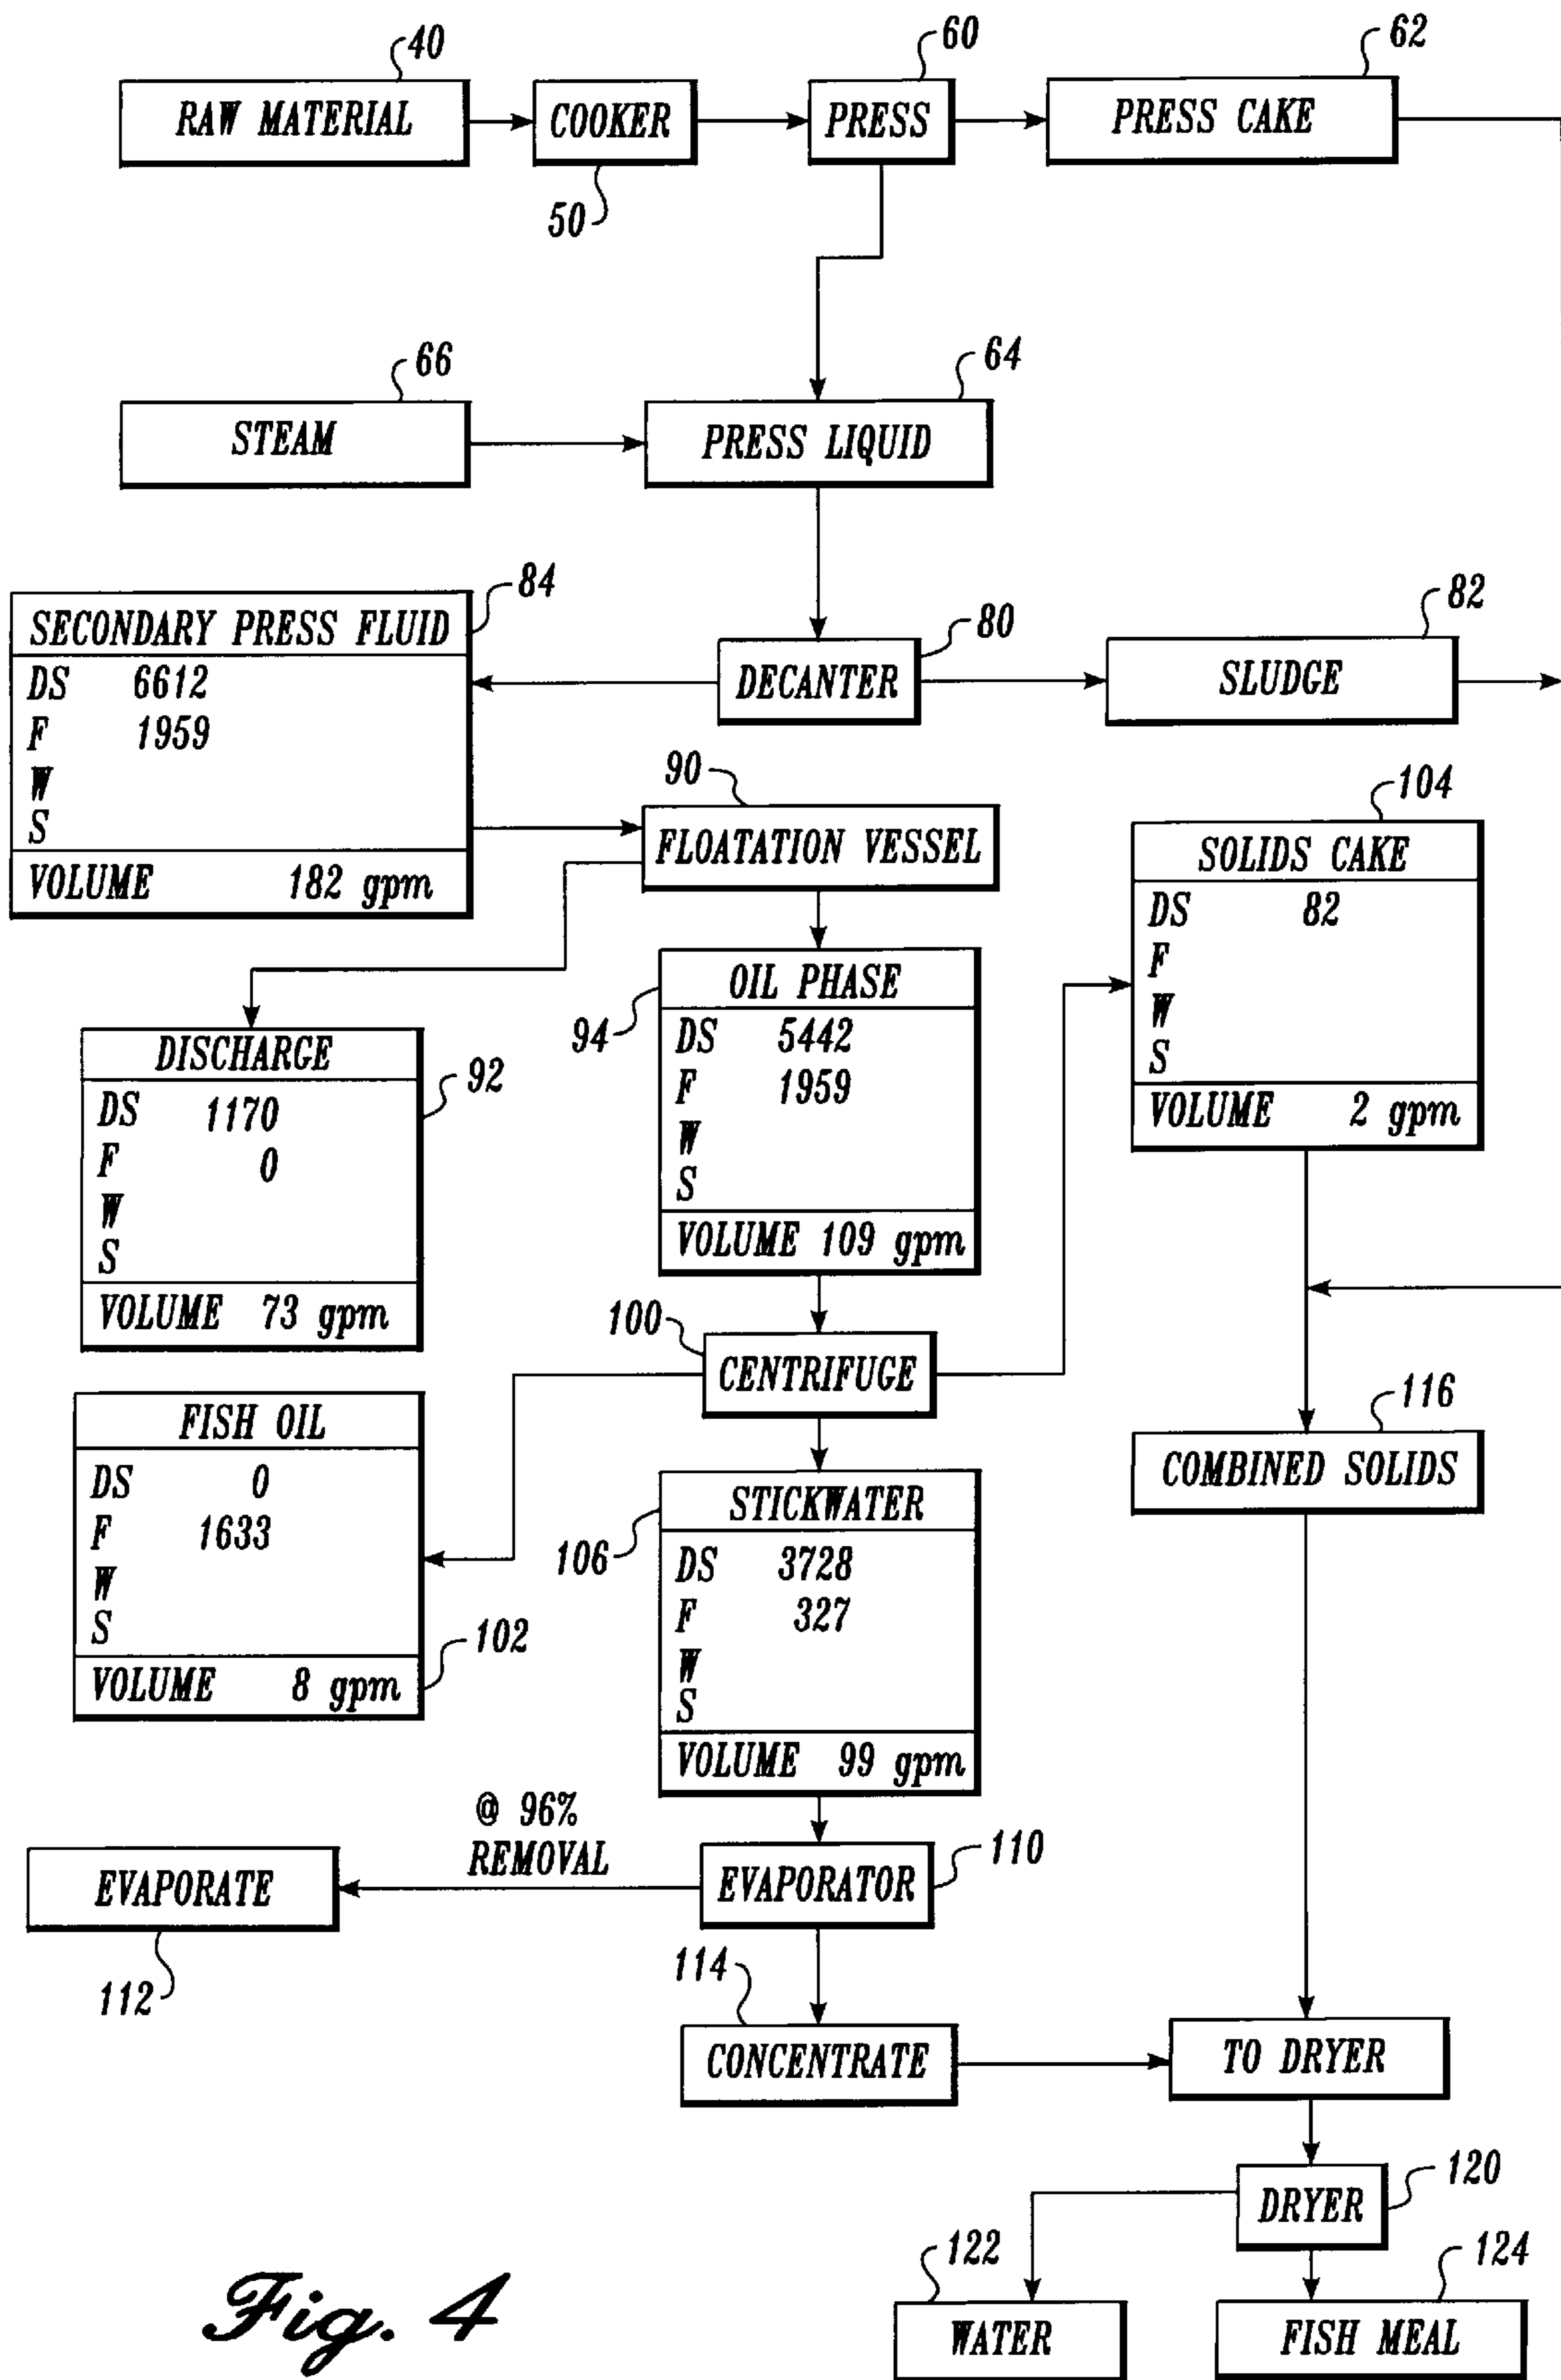 40
60
62
RAW MATERIAL
COOKER
PRESS
PRESS CAKE
50
66
64
STEAM
PRESS LIQUID
84
SECONDARY PRESS FLUID
DS 6612
F 1959
W
S
VOLUME 182 gpm
80
DECANTER
82
SLUDGE
90
FLOATATION VESSEL
104
SOLIDS CAKE
DS 82
F
W
S
VOLUME 2 gpm
94
OIL PHASE
DS 5442
F 1959
W
S
VOLUME 109 gpm
DISCHARGE
92
DS 1170
F 0
W
S
VOLUME 73 gpm
100
CENTRIFUGE
116
COMBINED SOLIDS
FISH OIL
DS 0
F 1633
W
S
102
VOLUME 8 gpm
106
STICKWATER
DS 3728
F 327
W
S
VOLUME 99 gpm
@ 96%
REMOVAL
EVAPORATE
112
EVAPORATOR
110
114
CONCENTRATE
TO DRYER
DRYER
120
122
WATER
124
FISH MEAL
Fig. 4